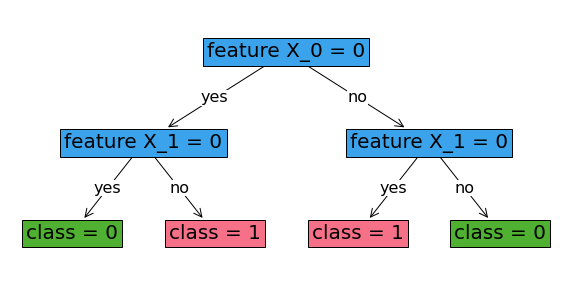 feature X_0 = 0
yes
no
feature X_1 = 0
feature X_1 = 0
yes
no
yes
no
class = 0
class = 1
class = 1
class = 0